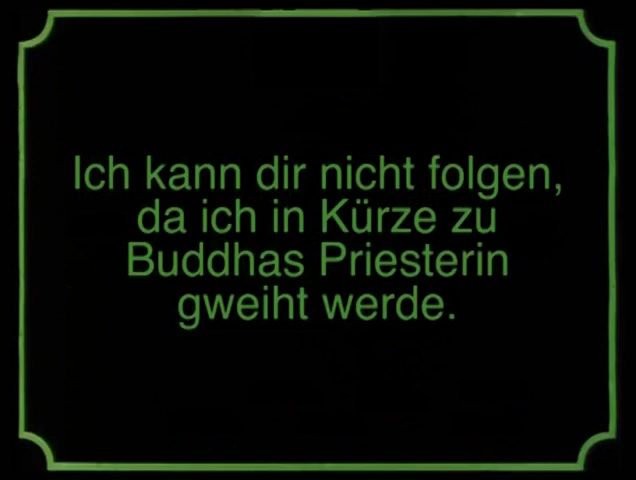 Ich kann dir nicht folgen,
da ich in Kürze zu
Buddhas Priesterin
gweiht werde.